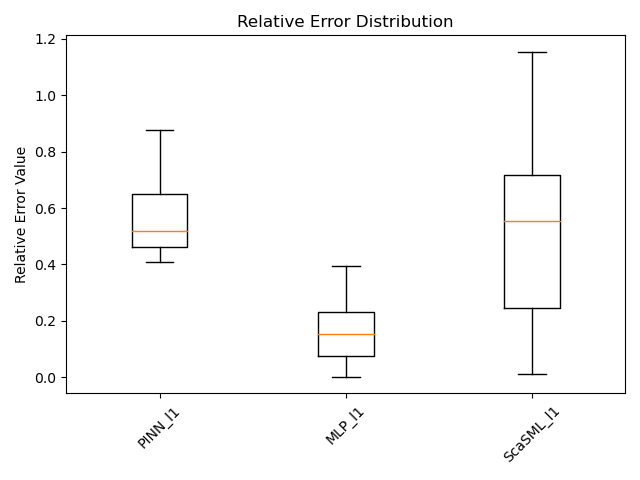 Relative Error Distribution
Relative Error Value
1.2
1.0
0.8
0.6
0.4
0.2
0.0
PINN_l1
MLP_l1
ScaSML_l1